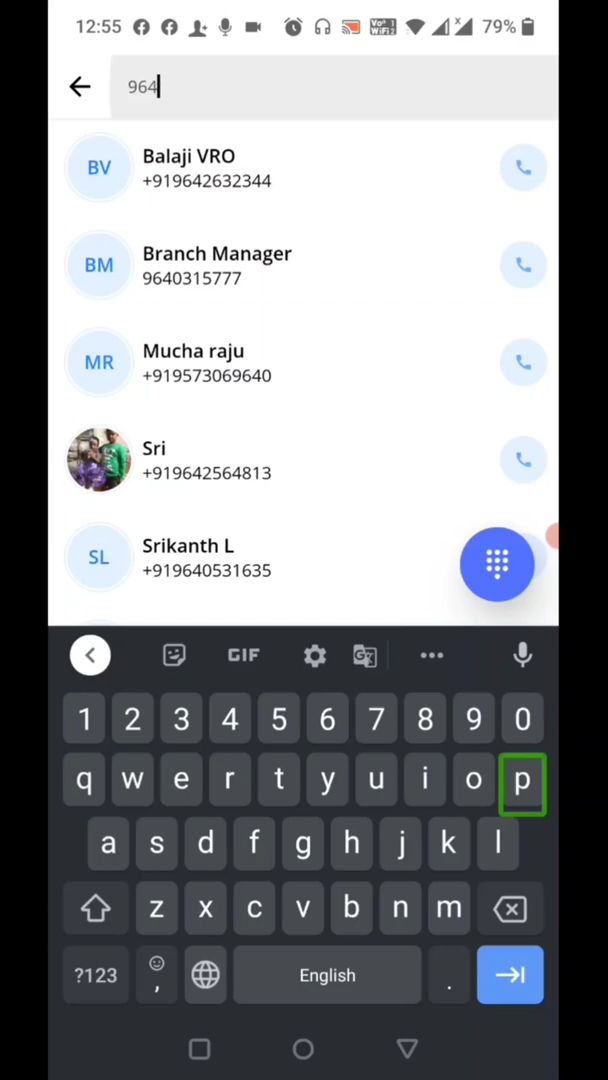 12:55 79%
964
BV Balaji VRO
+919642632344
BM Branch Manager
9640315777
MR Mucha raju
+919573069640
Sri
+919642564813
SL Srikanth L
+919640531635
GIF
1 2 3 4 5 6 7 8 9 0
q w e r t y u i o p
a s d f g h j k l
z x c v b n m
?123 , English .